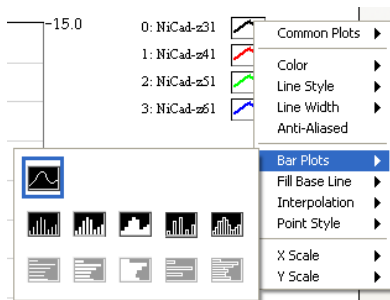 -15.0
0: NiCad-z31
1: NiCad-z41
2: NiCad-z51
3: NiCad-z61
Common Plots
Color
Line Style
Line Width
Anti-Aliased
Bar Plots
Fill Base Line
Interpolation
Point Style
X Scale
Y Scale